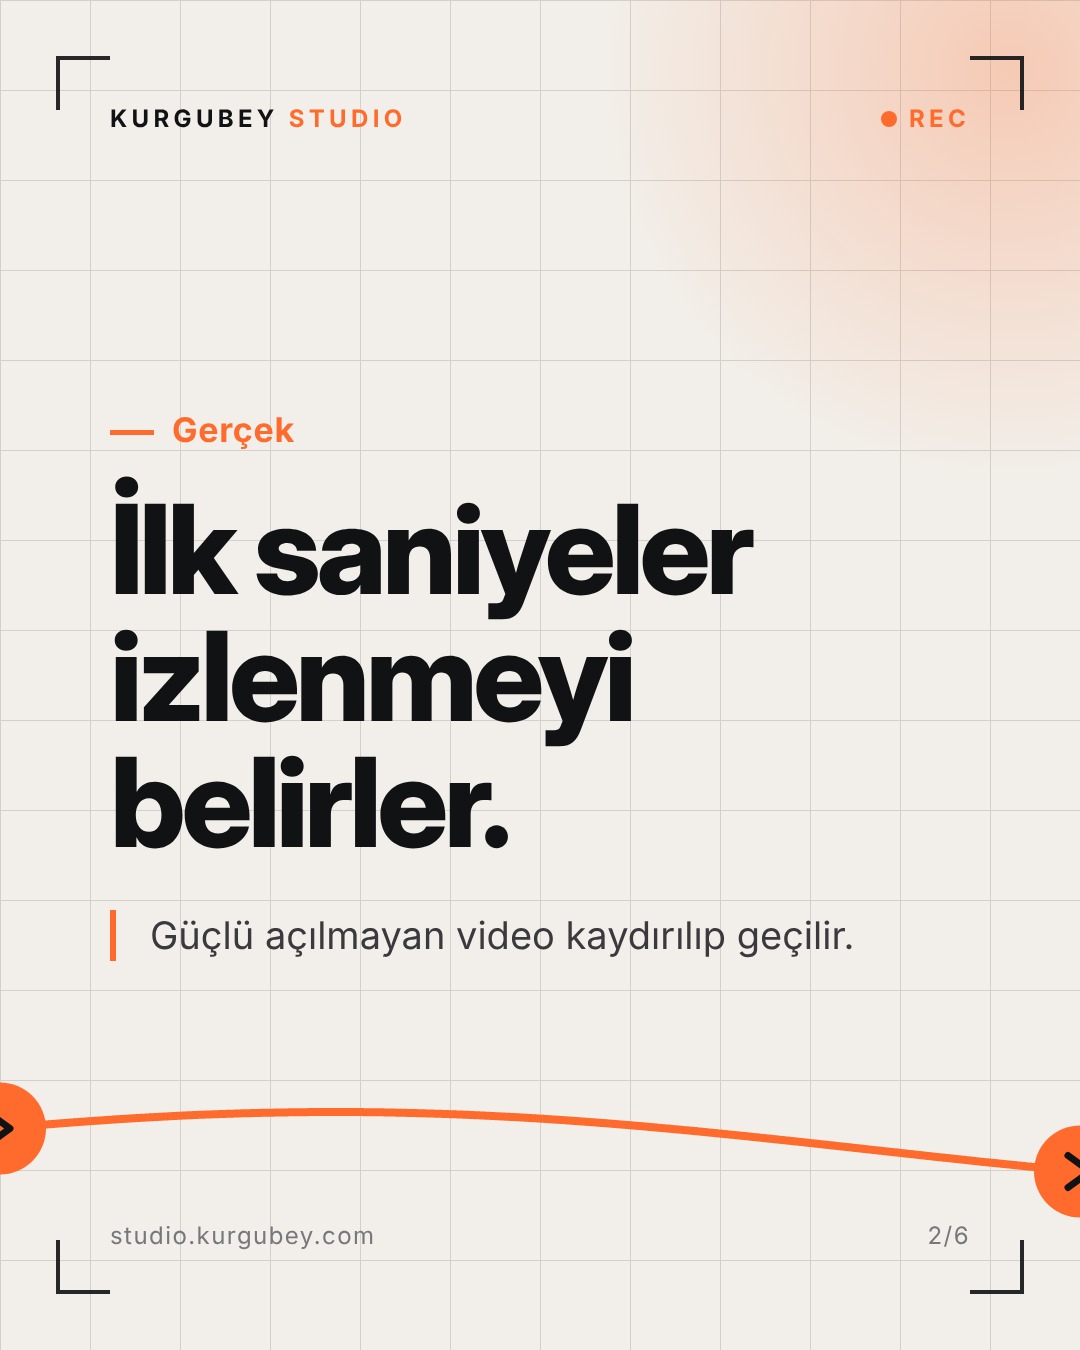 KURGUBEY STUDIO
REC
Gerçek
İlk saniyeler
izlenmeyi
belirler.
Güçlü açılmayan video kaydırılıp geçilir.
studio.kurgubey.com
2/6